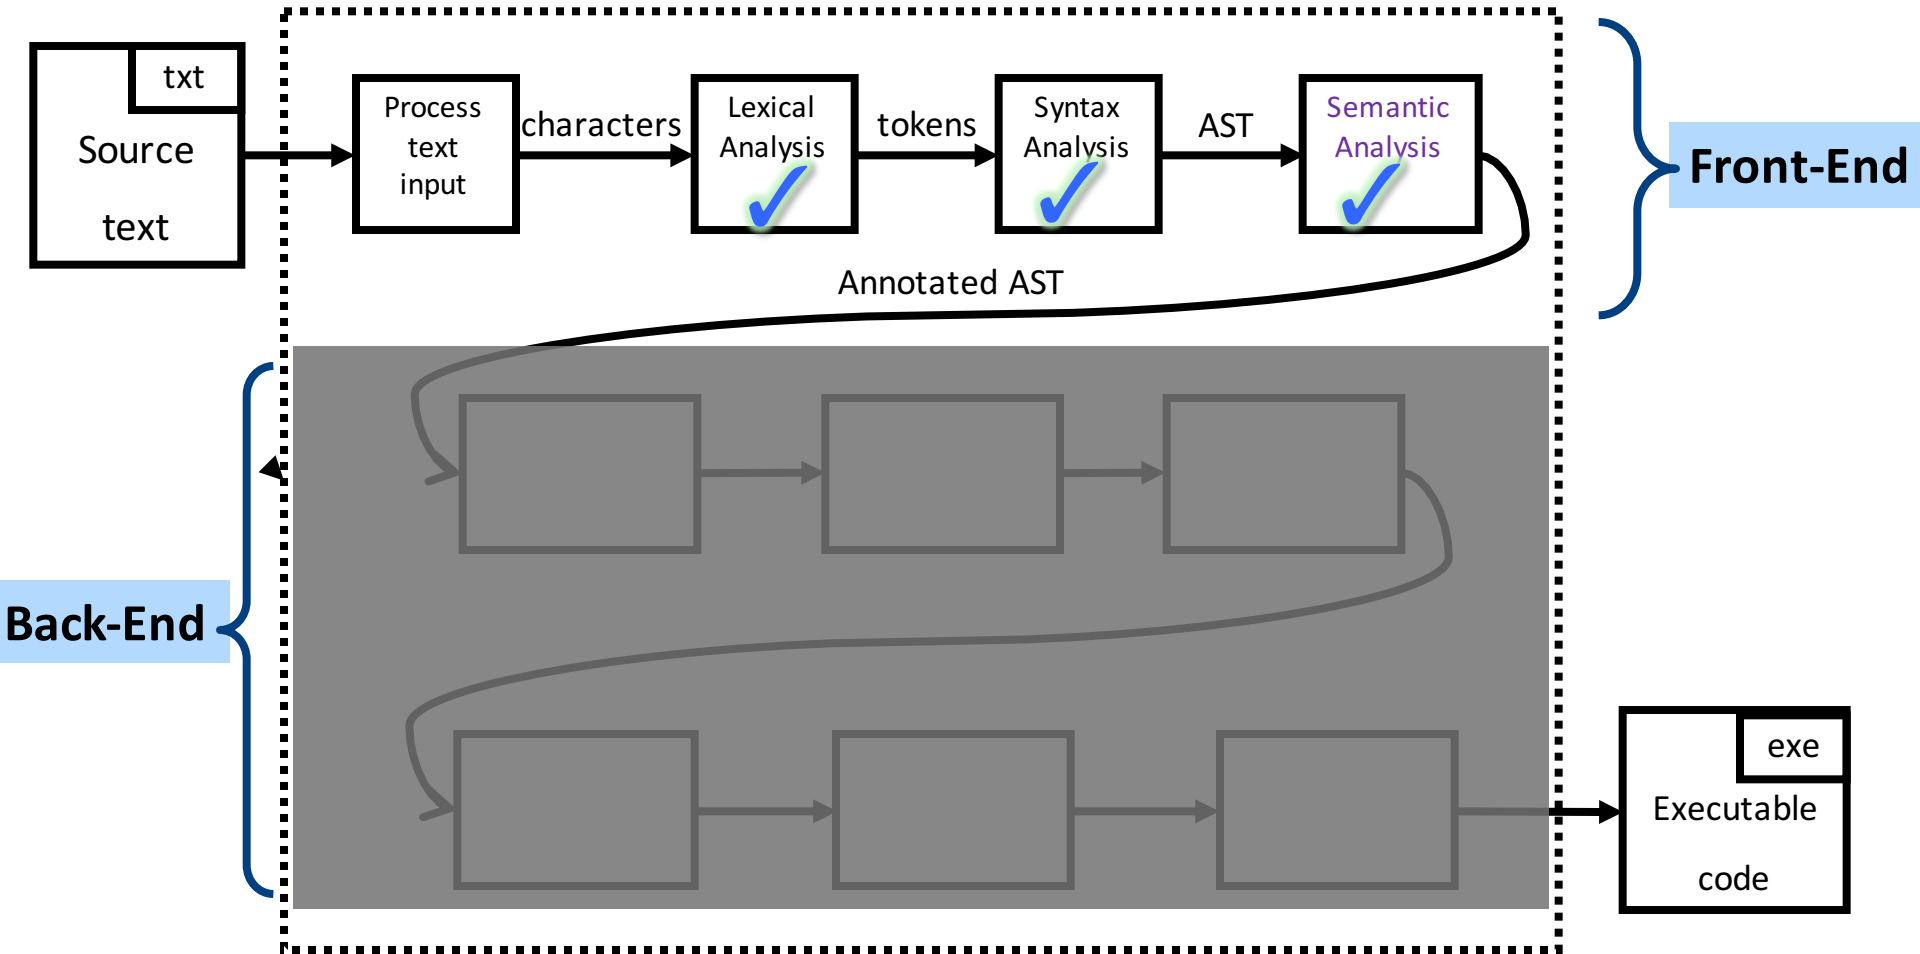 txt
Source
text
Process
text
input
characters
Lexical
Analysis
tokens
Syntax
Analysis
AST
Semantic
Analysis
Front-End
Annotated AST
Back-End
exe
Executable
code